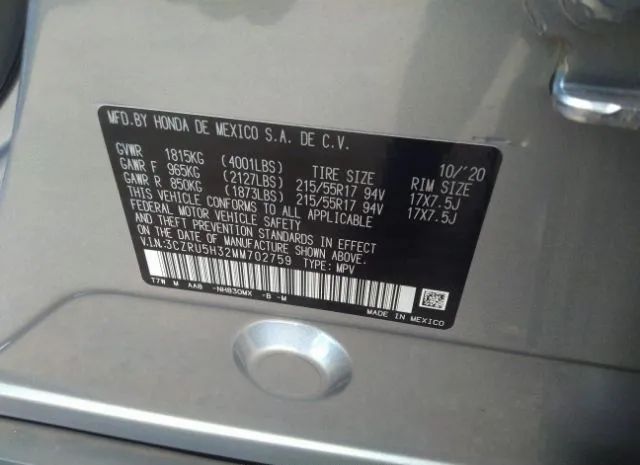 MFD.BY HONDA DE MEXICO S.A. DE C.V.
10/'20
GVWR 1815KG (4001LBS) TIRE SIZE RIM SIZE
GAWR F 965KG (2127LBS) 215/55R17 94V 17X7.5J
GAWR R 850KG (1873LBS) 215/55R17 94V 17X7.5J
THIS VEHICLE CONFORMS TO ALL APPLICABLE
FEDERAL MOTOR VEHICLE SAFETY
AND THEFT PREVENTION STANDARDS IN EFFECT
ON THE DATE OF MANUFACTURE SHOWN ABOVE.
V.I.N:3CZRU5H32MM702759 TYPE: MPV
T7W M AAB -NH830MX -B -M
MADE IN MEXICO